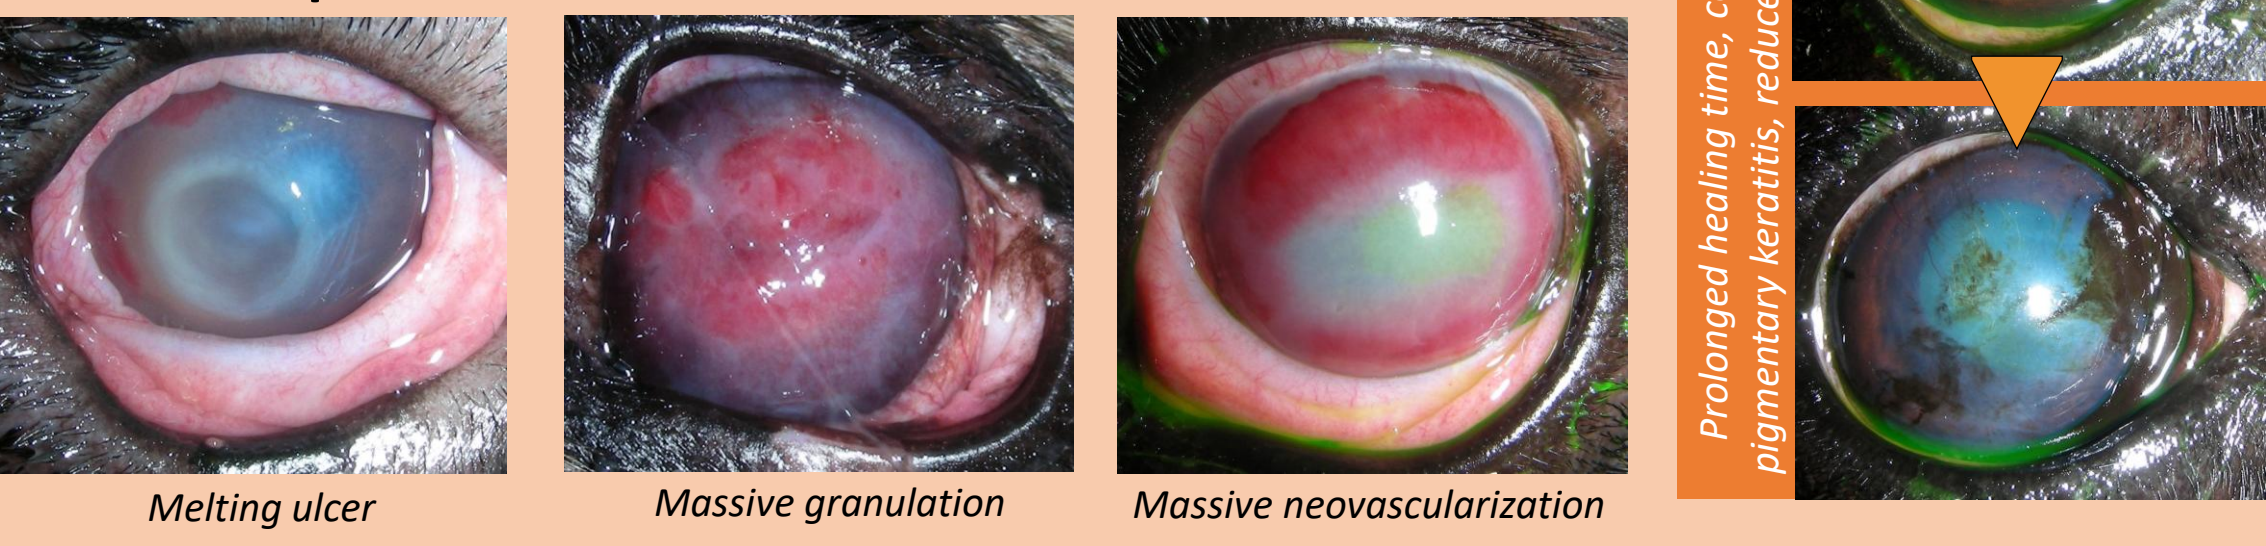 Melting ulcer
Massive granulation
Massive neovascularization
Prolonged healing time,
pigmentary keratitis,